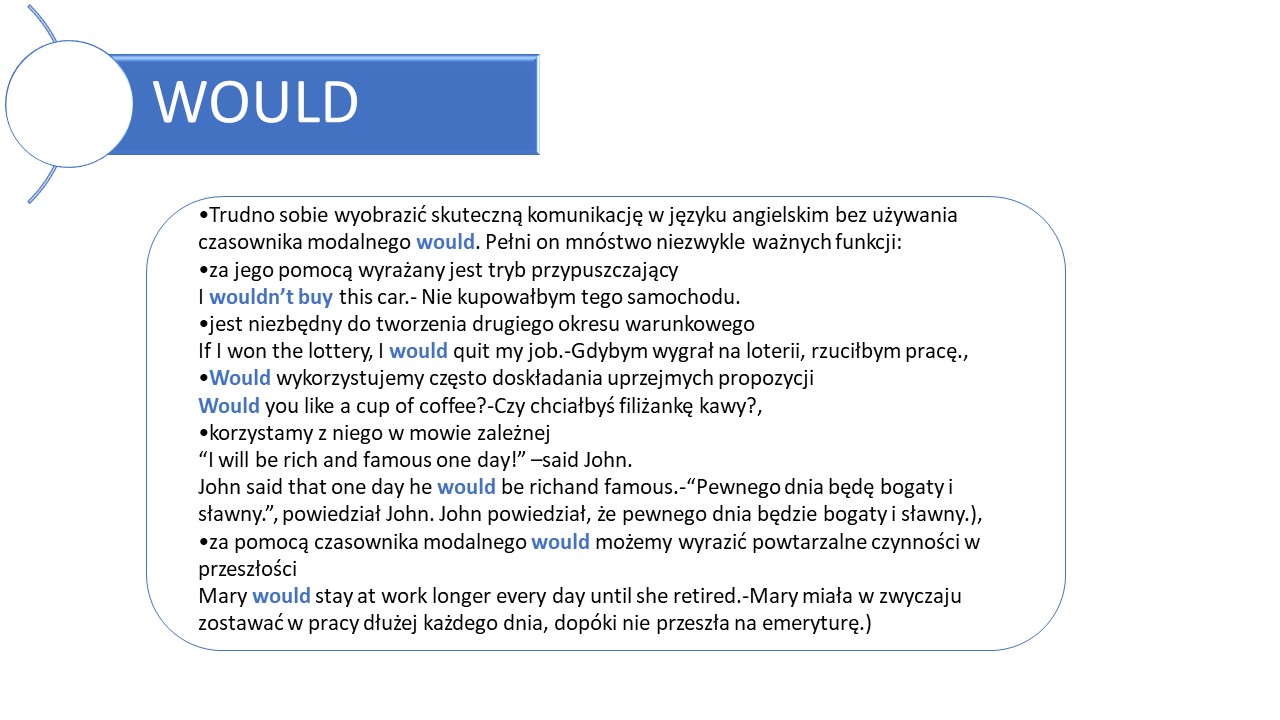 WOULD
•Trudno sobie wyobrazić skuteczną komunikację w języku angielskim bez używania
czasownika modalnego would. Pełni on mnóstwo niezwykle ważnych funkcji:
•za jego pomocą wyrażany jest tryb przypuszczający
I wouldn’t buy this car.- Nie kupowałbym tego samochodu.
•jest niezbędny do tworzenia drugiego okresu warunkowego
If I won the lottery, I would quit my job.-Gdybym wygrał na loterii, rzuciłbym pracę.,
•Would wykorzystujemy często doskładania uprzejmych propozycji
Would you like a cup of coffee?-Czy chciałbyś filiżankę kawy?,
•korzystamy z niego w mowie zależnej
“I will be rich and famous one day!” –said John.
John said that one day he would be richand famous.-“Pewnego dnia będę bogaty i
sławny.”, powiedział John. John powiedział, że pewnego dnia będzie bogaty i sławny.),
•za pomocą czasownika modalnego would możemy wyrazić powtarzalne czynności w
przeszłości
Mary would stay at work longer every day until she retired.-Mary miała w zwyczaju
zostawać w pracy dłużej każdego dnia, dopóki nie przeszła na emeryturę.)